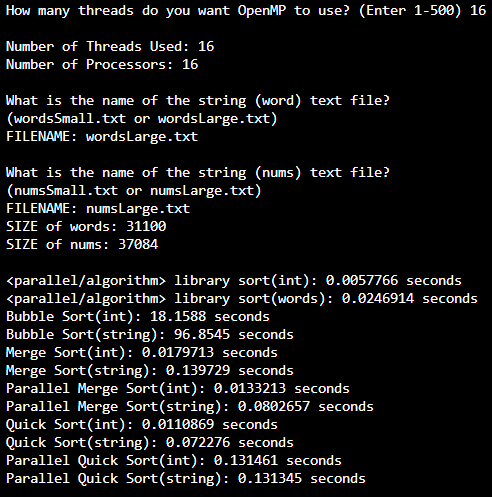 How many threads do you want OpenMP to use? (Enter 1-500) 16
Number of Threads Used: 16
Number of Processors: 16
What is the name of the string (word) text file?
(wordsSmall.txt or wordsLarge.txt)
FILENAME: wordsLarge.txt
What is the name of the string (nums) text file?
(numsSmall.txt or numsLarge.txt)
FILENAME: numsLarge.txt
SIZE of words: 31100
SIZE of nums: 37084
<parallel/algorithm> library sort(int): 0.0057766 seconds
<parallel/algorithm> library sort(words): 0.0246914 seconds
Bubble Sort(int): 18.1588 seconds
Bubble Sort(string): 96.8545 seconds
Merge Sort(int): 0.0179713 seconds
Merge Sort(string): 0.139729 seconds
Parallel Merge Sort(int): 0.0133213 seconds
Parallel Merge Sort(string): 0.0802657 seconds
Quick Sort(int): 0.0110869 seconds
Quick Sort(string): 0.072276 seconds
Parallel Quick Sort(int): 0.131461 seconds
Parallel Quick Sort(string): 0.131345 seconds